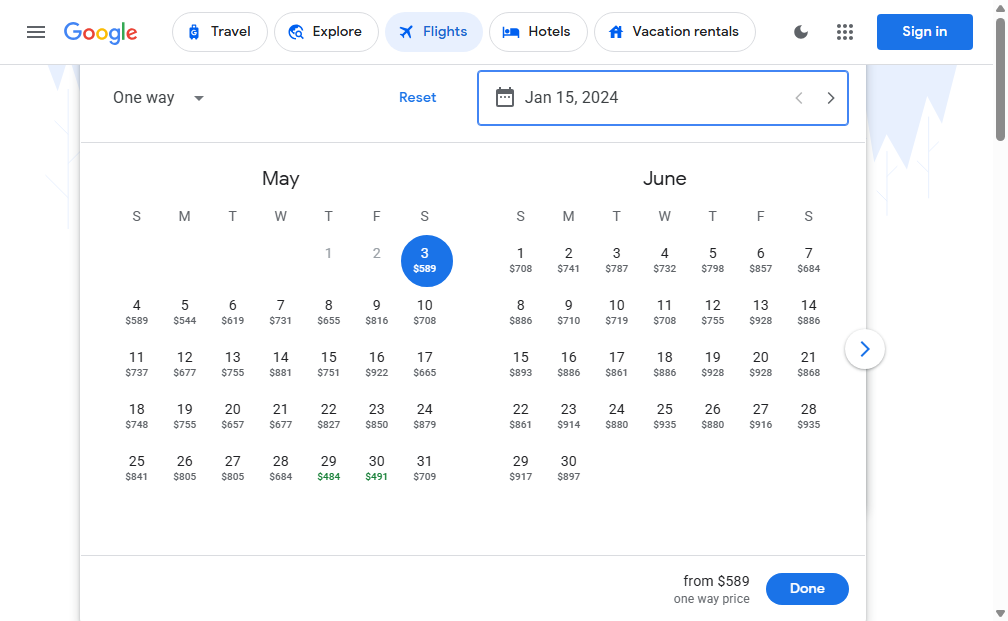 Google
Travel
Explore
Flights
Hotels
Vacation rentals
Sign in
One way
Reset
Jan 15, 2024
May
S M T W T F S
1 2 3
$589
4 5 6 7 8 9 10
$589 $544 $619 $731 $655 $816 $708
11 12 13 14 15 16 17
$737 $677 $755 $881 $751 $922 $665
18 19 20 21 22 23 24
$748 $755 $657 $677 $827 $850 $879
25 26 27 28 29 30 31
$841 $805 $805 $684 $484 $491 $709
June
S M T W T F S
1 2 3 4 5 6 7
$708 $741 $787 $732 $798 $857 $684
8 9 10 11 12 13 14
$886 $710 $719 $708 $755 $928 $886
15 16 17 18 19 20 21
$893 $886 $861 $886 $928 $928 $868
22 23 24 25 26 27 28
$861 $914 $880 $935 $880 $916 $935
29 30
$917 $897
from $589
one way price
Done